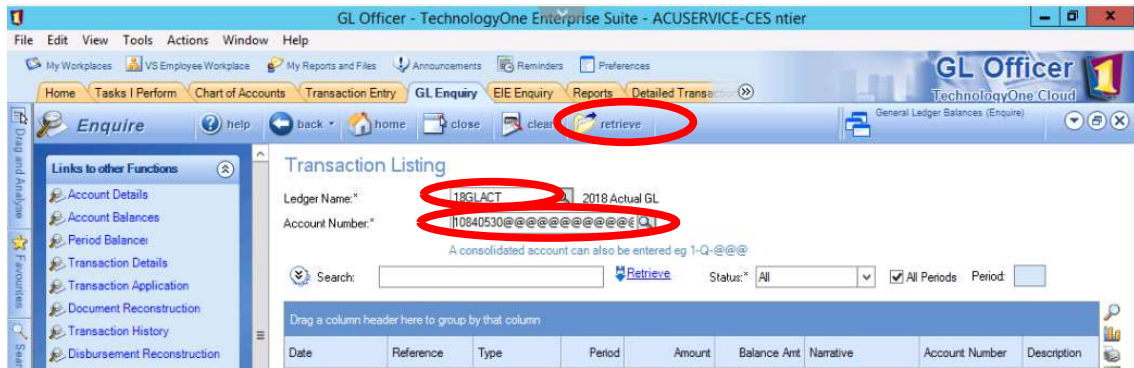 GL Officer - TechnologyOne Enterprise Suite - ACUSERVICE-CES ntier
File Edit View Tools Actions Window Help
My Workplaces VS Employee Workplace My Reports and Files Announcements Reminders Preferences
GL Officer
TechnologyOne Cloud
Home Tasks I Perform Chart of Accounts Transaction Entry GL Enquiry EIE Enquiry Reports Detailed Transaction
Enquire help back home close clear retrieve
General Ledger Balances (Enquire)
Drag and Analyse
Favourites
Links to other Functions
Account Details
Account Balances
Period Balances
Transaction Details
Transaction Application
Document Reconstruction
Transaction History
Disbursement Reconstruction
Transaction Listing
Ledger Name:* 18GLACT 2018 Actual GL
Account Number:* 10840530@@@@@@@@@@@
A consolidated account can also be entered eg 1-Q-@@@
Search: Retrieve Status:* All All Periods Period:
Drag a column header here to group by that column
Date Reference Type Period Amount Balance Amt Narrative Account Number Description